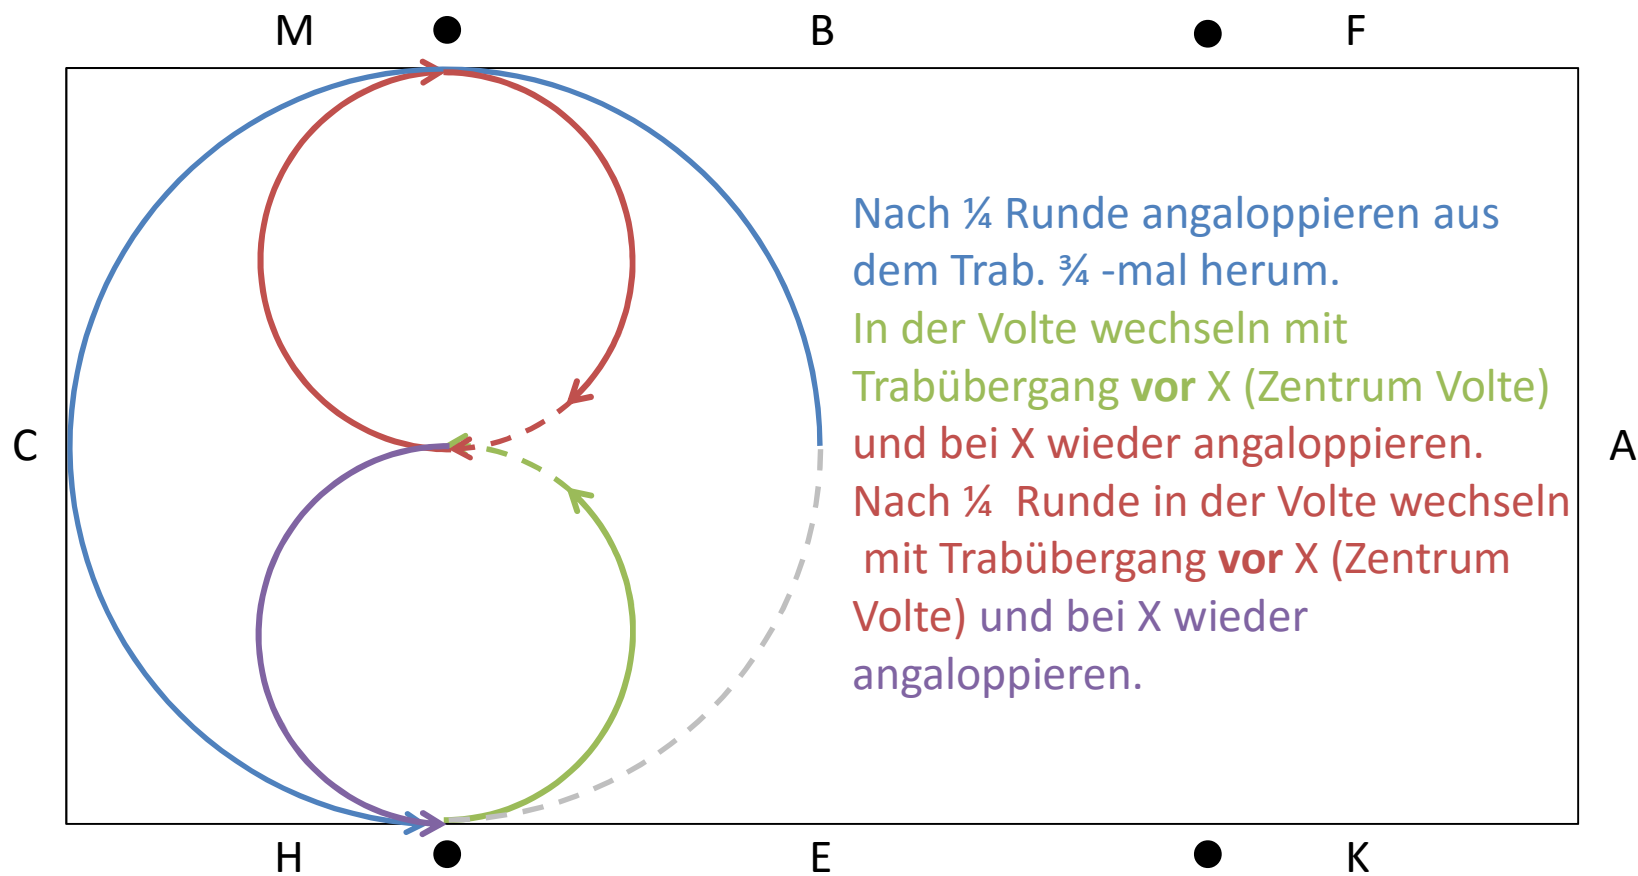 M B F
Nach ¼ Runde angaloppieren aus
dem Trab. ¾ -mal herum.
In der Volte wechseln mit
Trabübergang vor X (Zentrum Volte)
C
und bei X wieder angaloppieren.
A
Nach ¼ Runde in der Volte wechseln
mit Trabübergang vor X (Zentrum
Volte) und bei X wieder
angaloppieren.
H E K